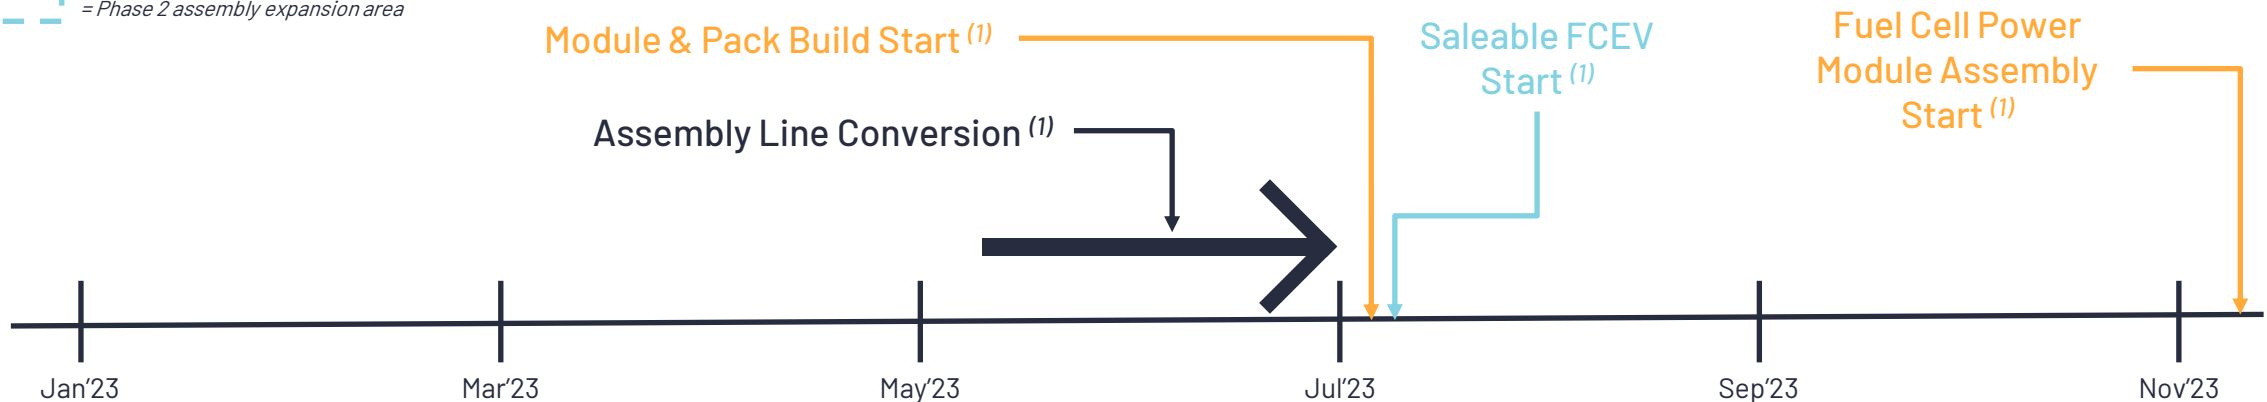 = Phase 2 assembly expansion area
Module & Pack Build Start (1)
Assembly Line Conversion (1)
Saleable FCEV
Start (1)
Fuel Cell Power
Module Assembly
Start (1)
Jan'23
Mar'23
May'23
Jul'23
Sep'23
Nov'23